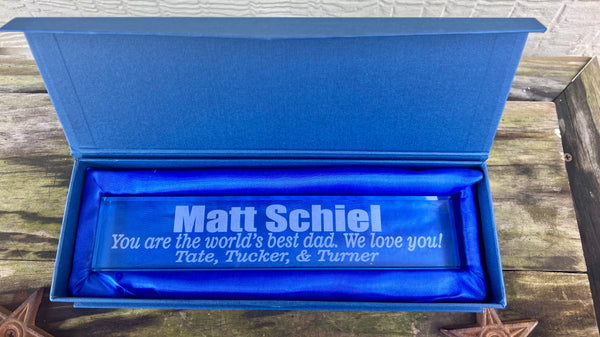 Matt Schiel
You are the world's best dad. We love you!
Tate, Tucker, & Turner